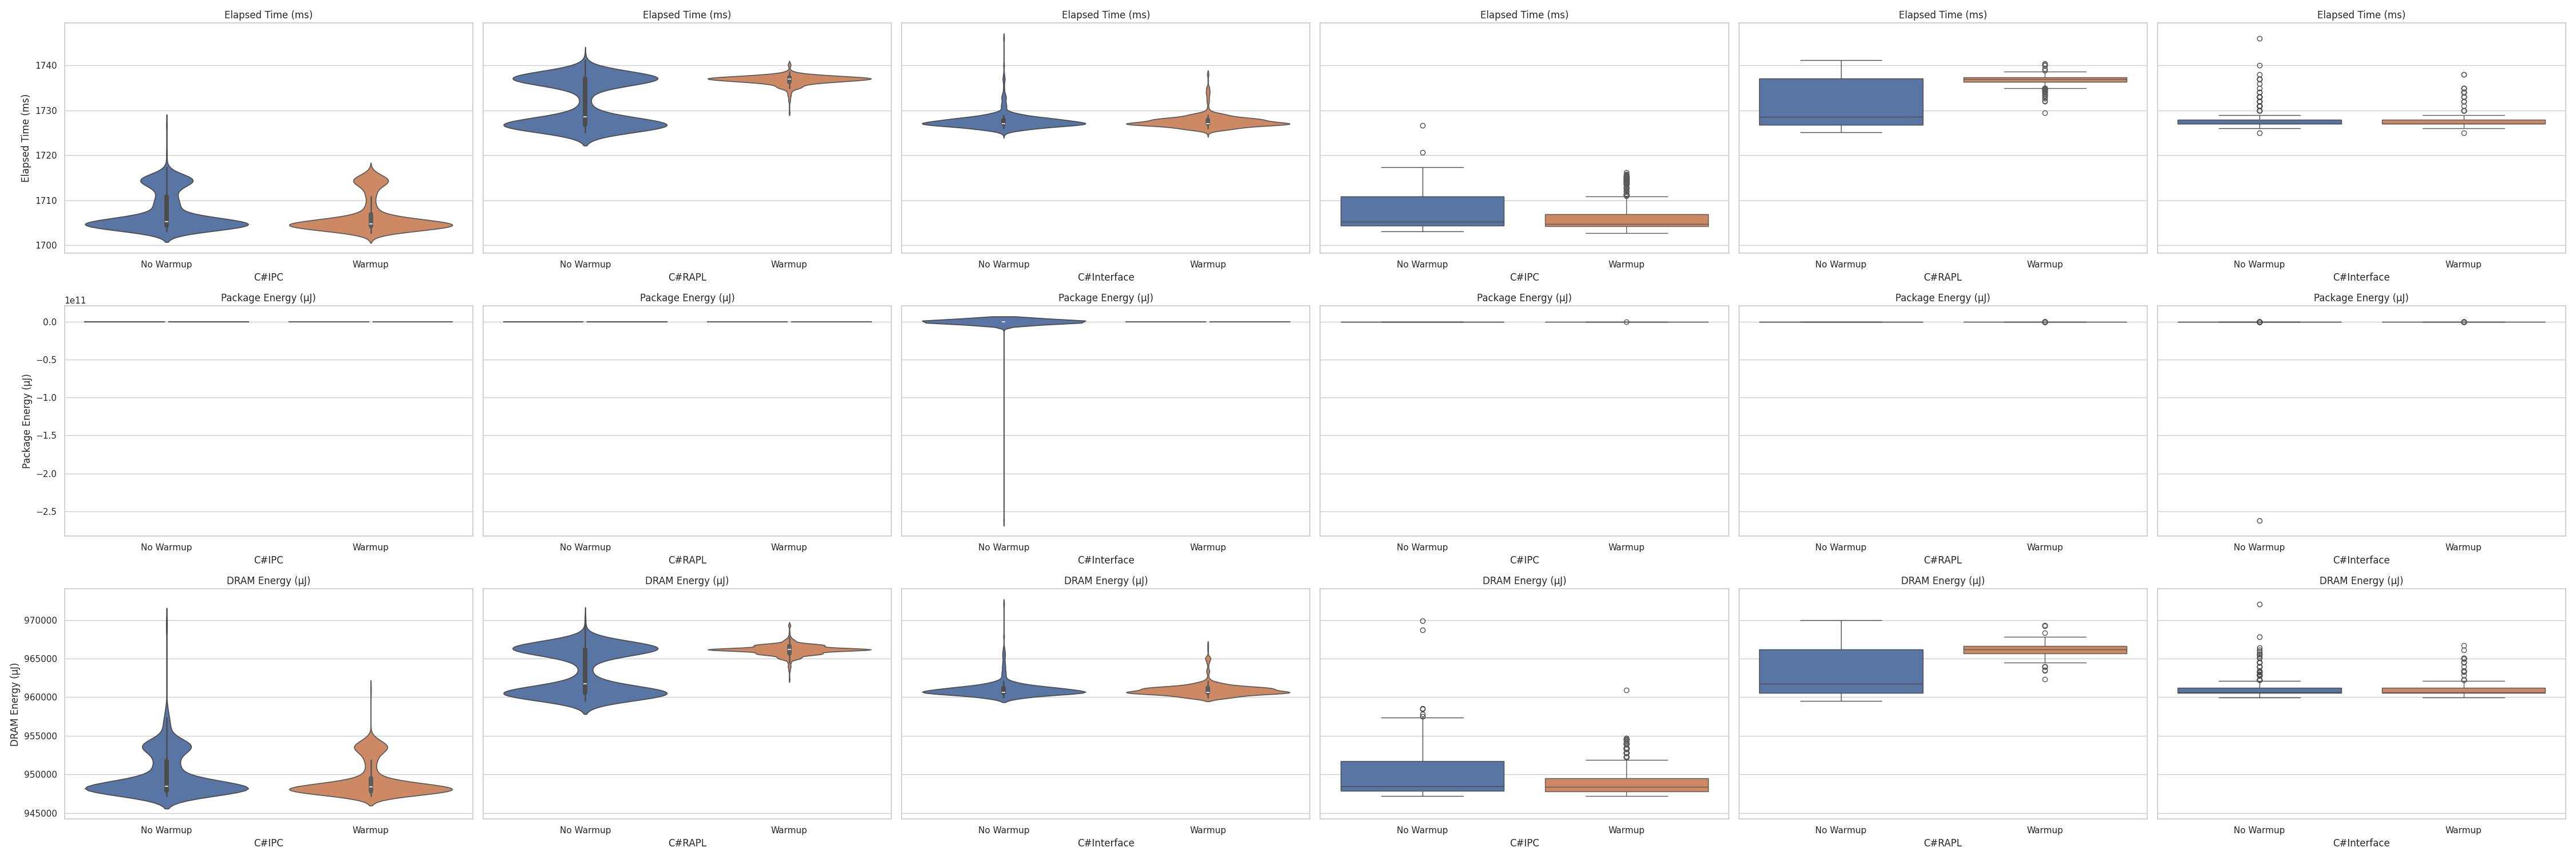 Elapsed Time (ms) Elapsed Time (ms) Elapsed Time (ms) Elapsed Time (ms) Elapsed Time (ms) Elapsed Time (ms)
Elapsed Time (ms)
1740
1730
1720
1710
1700
No Warmup Warmup No Warmup Warmup No Warmup Warmup No Warmup Warmup No Warmup Warmup No Warmup Warmup
C#IPC C#RAPL C#Interface C#IPC C#RAPL C#Interface
1e11 Package Energy (µJ) Package Energy (µJ) Package Energy (µJ) Package Energy (µJ) Package Energy (µJ) Package Energy (µJ)
Package Energy (µJ)
0.0
−0.5
−1.0
−1.5
−2.0
−2.5
No Warmup Warmup No Warmup Warmup No Warmup Warmup No Warmup Warmup No Warmup Warmup No Warmup Warmup
C#IPC C#RAPL C#Interface C#IPC C#RAPL C#Interface
DRAM Energy (µJ) DRAM Energy (µJ) DRAM Energy (µJ) DRAM Energy (µJ) DRAM Energy (µJ) DRAM Energy (µJ)
DRAM Energy (µJ)
970000
965000
960000
955000
950000
945000
No Warmup Warmup No Warmup Warmup No Warmup Warmup No Warmup Warmup No Warmup Warmup No Warmup Warmup
C#IPC C#RAPL C#Interface C#IPC C#RAPL C#Interface